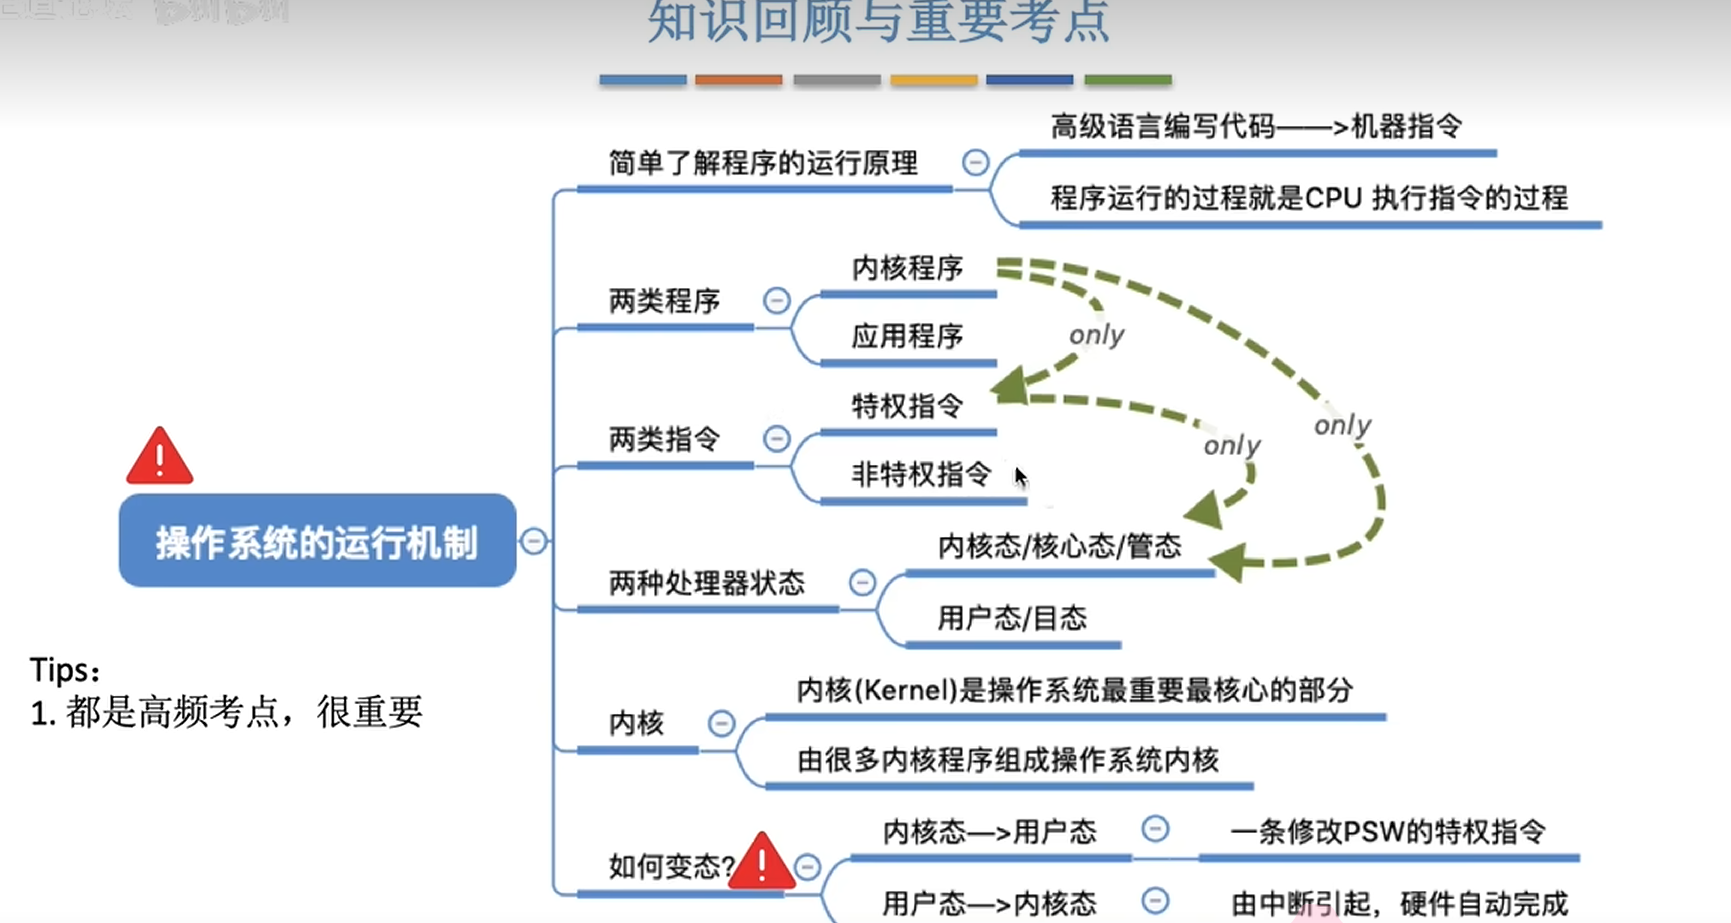 知识回顾与重要考点
高级语言编写代码——>机器指令
简单了解程序的运行原理
程序运行的过程就是CPU 执行指令的过程
内核程序
两类程序
应用程序
only
特权指令
only
两类指令
only
非特权指令
操作系统的运行机制
内核态/核心态/管态
两种处理器状态
用户态/目态
Tips：
1. 都是高频考点，很重要
内核(Kernel)是操作系统最重要最核心的部分
内核
由很多内核程序组成操作系统内核
内核态—>用户态
一条修改PSW的特权指令
如何变态?
用户态—>内核态
由中断引起，硬件自动完成